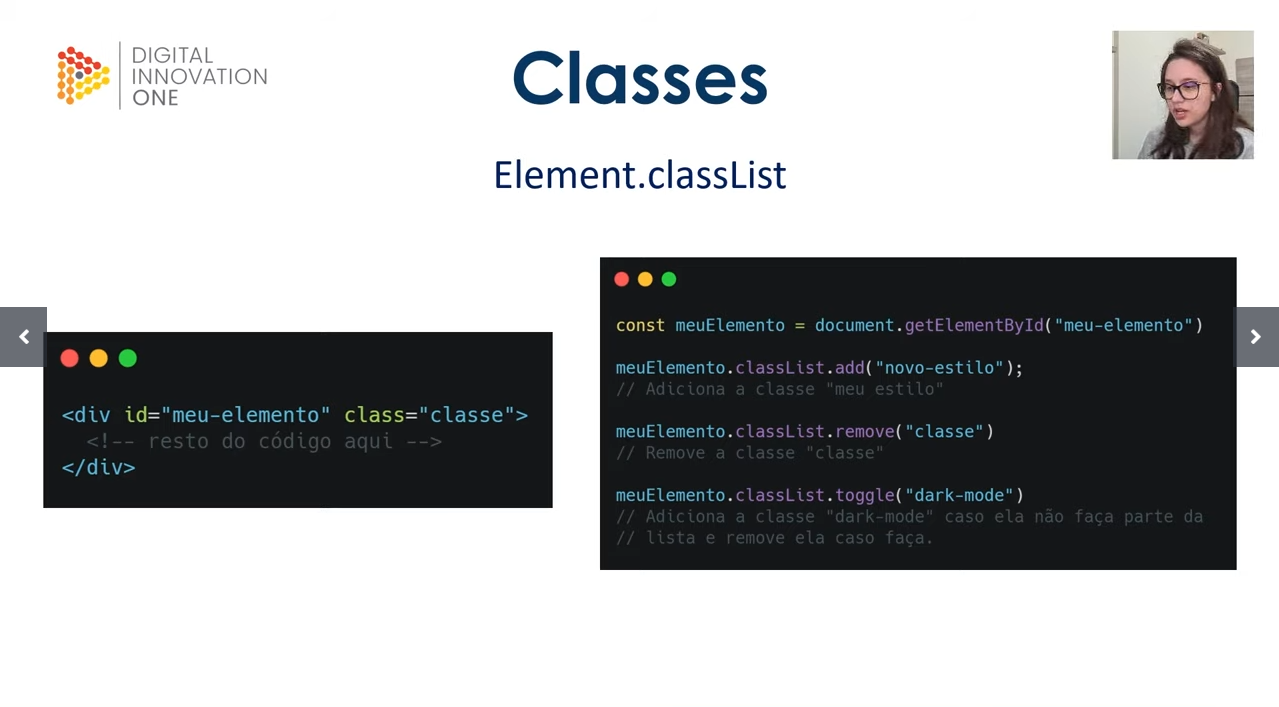 DIGITAL
INNOVATION
ONE
Classes
Element.classList
<div id="meu-elemento" class="classe">
<!-- resto do código aqui -->
</div>
const meuElemento = document.getElementById("meu-elemento")
meuElemento.classList.add("novo-estilo");
// Adiciona a classe "meu estilo"
meuElemento.classList.remove("classe")
// Remove a classe "classe"
meuElemento.classList.toggle("dark-mode")
// Adiciona a classe "dark-mode" caso ela não faça parte da
// lista e remove ela caso faça.